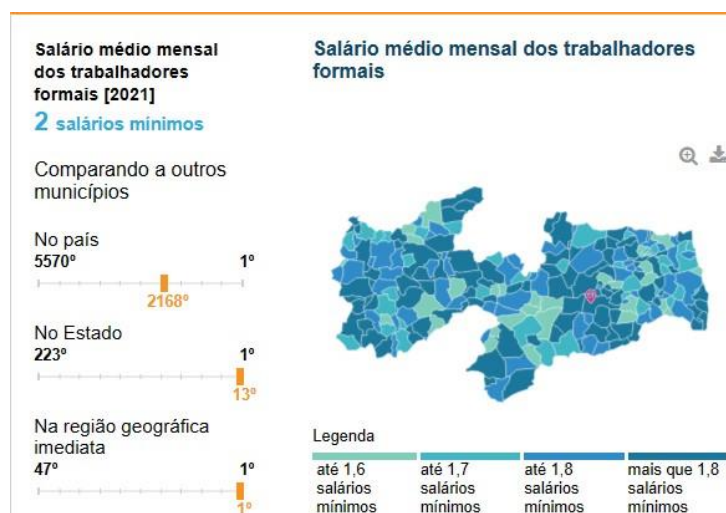 Salário médio mensal
dos trabalhadores
formais [2021]
2 salários mínimos
Comparando a outros
municípios
No país
5570º 1º
2168º
No Estado
223º 1º
13º
Na região geográfica
imediata
47º 1º
1º
Salário médio mensal dos trabalhadores
formais
Legenda
até 1,6
salários
mínimos
até 1,7
salários
mínimos
até 1,8
salários
mínimos
mais que 1,8
salários
mínimos